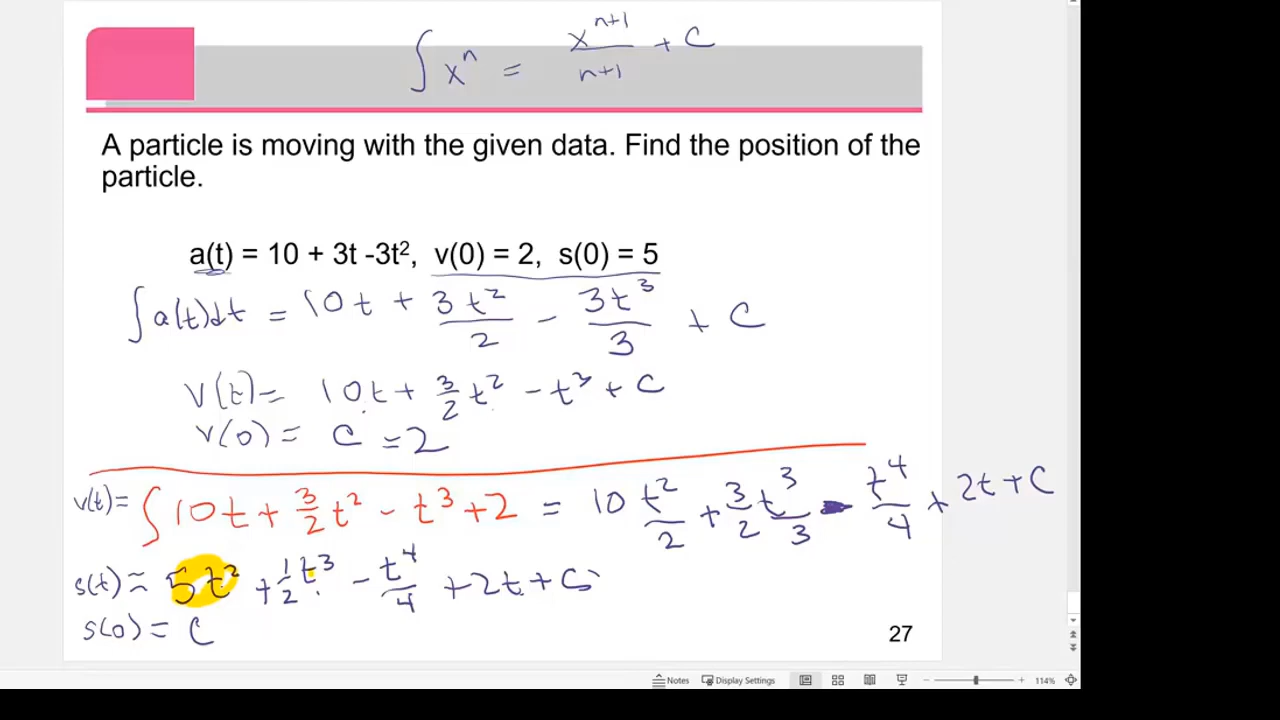 ∫ xⁿ = xⁿ⁺¹/n+1 + C
A particle is moving with the given data. Find the position of the
particle.
a(t) = 10 + 3t -3t², v(0) = 2, s(0) = 5
∫ a(t)dt = 10t + 3t²/2 - 3t³/3 + C
v(t) = 10t + 3/2 t² - t³ + C
v(0) = C = 2
v(t) = ∫ 10t + 3/2 t² - t³ + 2 = 10 t²/2 + 3/2 t³/3 - t⁴/4 + 2t + C
s(t) = 5t² + 1/2 t³ - t⁴/4 + 2t + C
s(0) = C
27
Notes Display Settings 114%